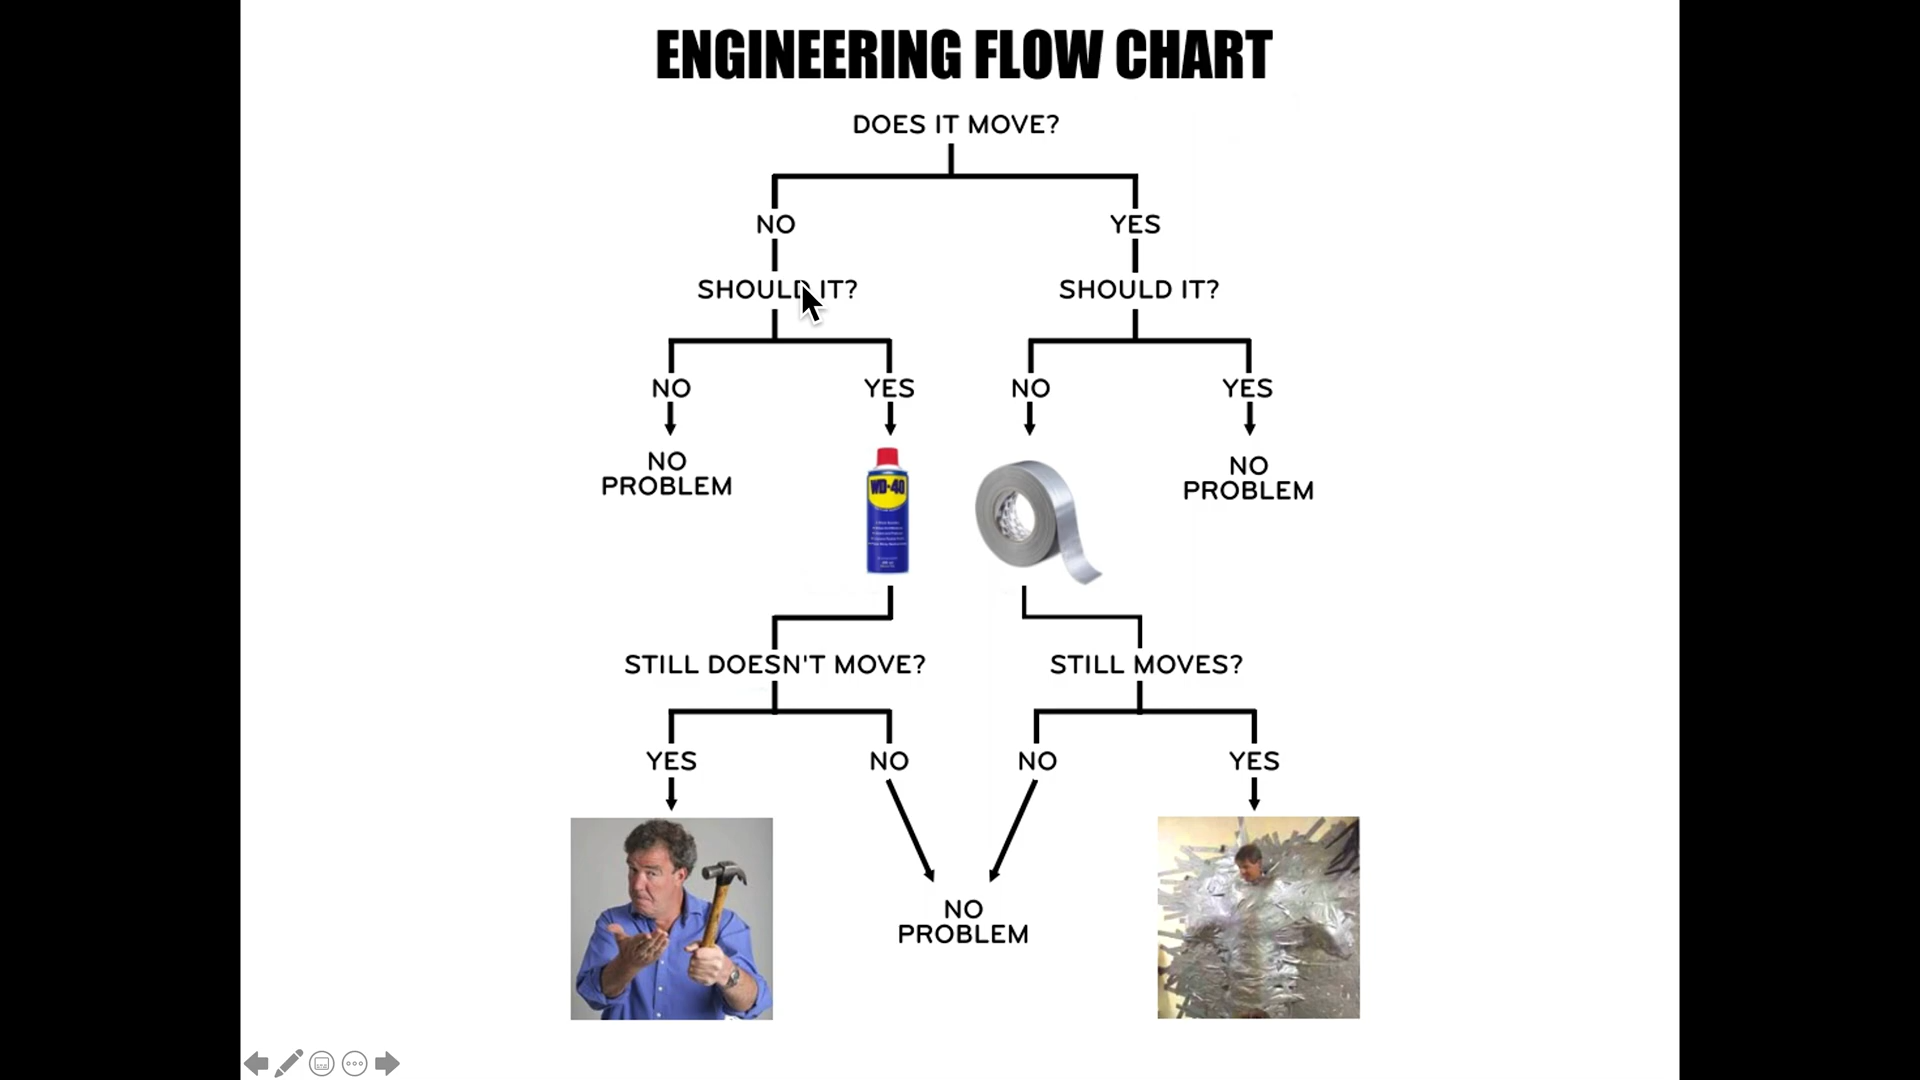 ENGINEERING FLOW CHART
DOES IT MOVE?
NO
YES
SHOULD IT?
SHOULD IT?
NO
YES
NO
YES
NO
PROBLEM
WD-40
NO
PROBLEM
STILL DOESN'T MOVE?
STILL MOVES?
YES
NO
NO
YES
NO
PROBLEM